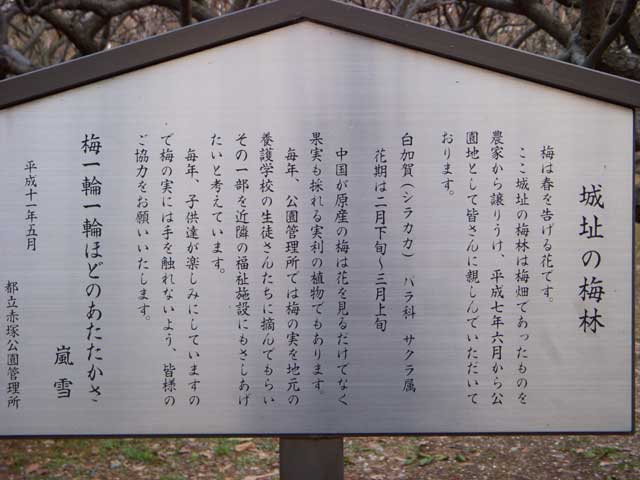 城址の梅林
梅は春を告げる花です。
ここ城址の梅林は梅畑であったものを
農家から譲りうけ、平成七年六月から公
園地として皆さんに親しんでいただいて
おります。
白加賀(シラカカ) バラ科 サクラ属
花期は二月下旬~三月上旬
中国が原産の梅は花を見るだけでなく
果実も採れる実利の植物でもあります。
毎年、公園管理所では梅の実を地元の
養護学校の生徒さんたちに摘んでもらい
その一部を近隣の福祉施設にもさしあげ
たいと考えています。
毎年、子供達が楽しみにしていますの
で梅の実には手を触れないよう、皆様の
ご協力をお願いいたします。
梅一輪一輪ほどのあたたかさ
嵐雪
平成十一年五月
都立赤塚公園管理所